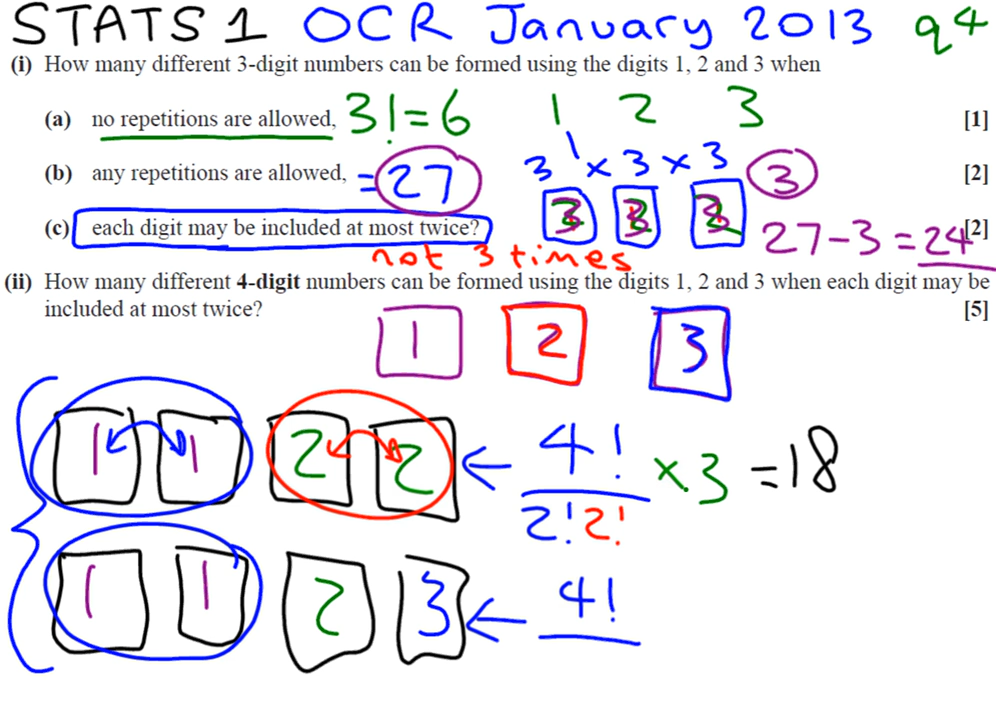 STATS 1 OCR January 2013 q4
(i) How many different 3-digit numbers can be formed using the digits 1, 2 and 3 when
(a) no repetitions are allowed, 3!=6 1 2 3 [1]
(b) any repetitions are allowed, =27 3 × 3 × 3 3 [2]
(c) each digit may be included at most twice? 3 3 3 27-3=24 [2]
not 3 times
(ii) How many different 4-digit numbers can be formed using the digits 1, 2 and 3 when each digit may be
included at most twice? [5]
1 2 3
1 1 2 2 ← 4! × 3 =18
2! 2!
1 1 2 3 ← 4!